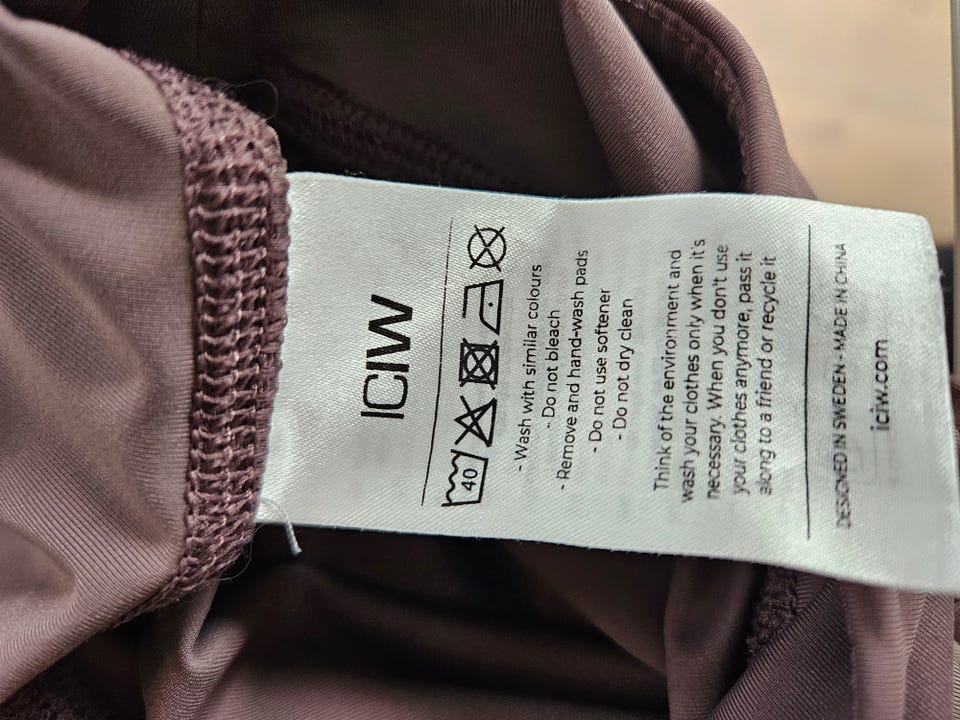 ICIW
40
- Wash with similar colours
- Do not bleach
- Remove and hand-wash pads
- Do not use softener
- Do not dry clean
Think of the environment and
wash your clothes only when it's
necessary. When you don't use
your clothes anymore, pass it
along to a friend or recycle it
DESIGNED IN SWEDEN - MADE IN CHINA
iciw.com